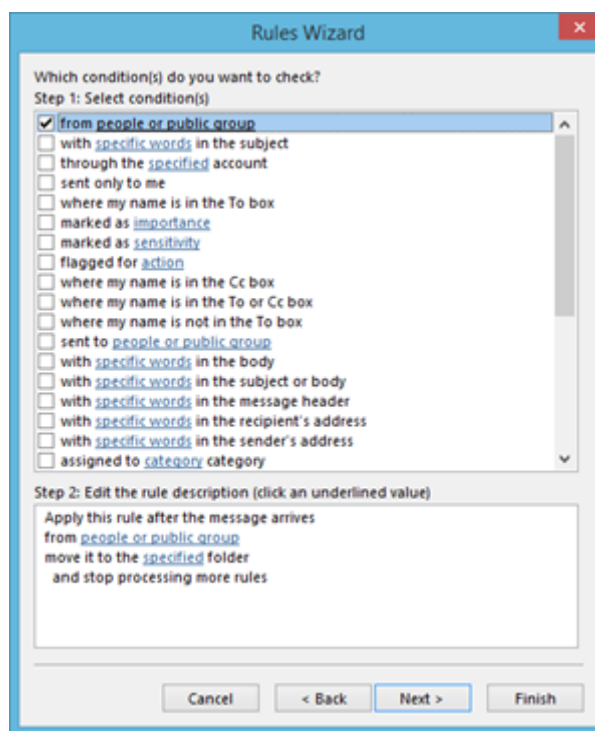 Rules Wizard
Which condition(s) do you want to check?
Step 1: Select condition(s)
from people or public group
with specific words in the subject
through the specified account
sent only to me
where my name is in the To box
marked as importance
marked as sensitivity
flagged for action
where my name is in the Cc box
where my name is in the To or Cc box
where my name is not in the To box
sent to people or public group
with specific words in the body
with specific words in the subject or body
with specific words in the message header
with specific words in the recipient's address
with specific words in the sender's address
assigned to category category
Step 2: Edit the rule description (click an underlined value)
Apply this rule after the message arrives
from people or public group
move it to the specified folder
and stop processing more rules
Cancel < Back Next > Finish